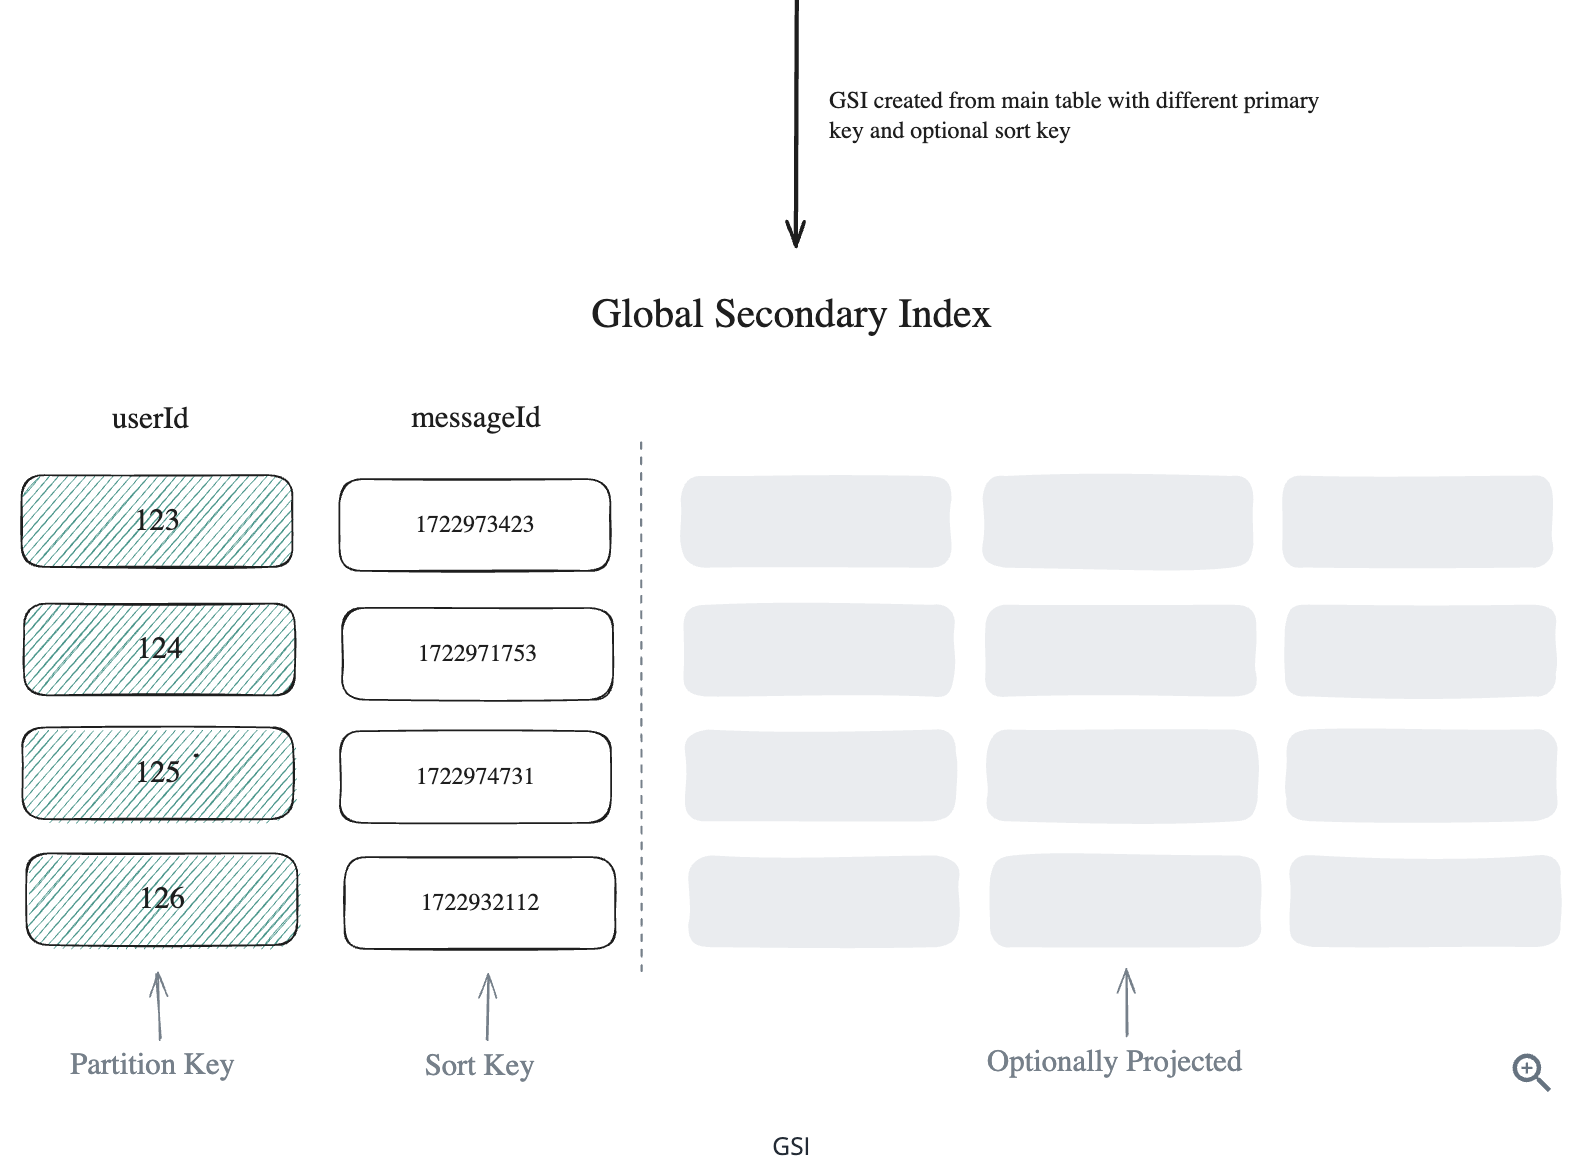 GSI created from main table with different primary
key and optional sort key
Global Secondary Index
userId messageId
123 1722973423
124 1722971753
125 1722974731
126 1722932112
Partition Key Sort Key Optionally Projected
GSI